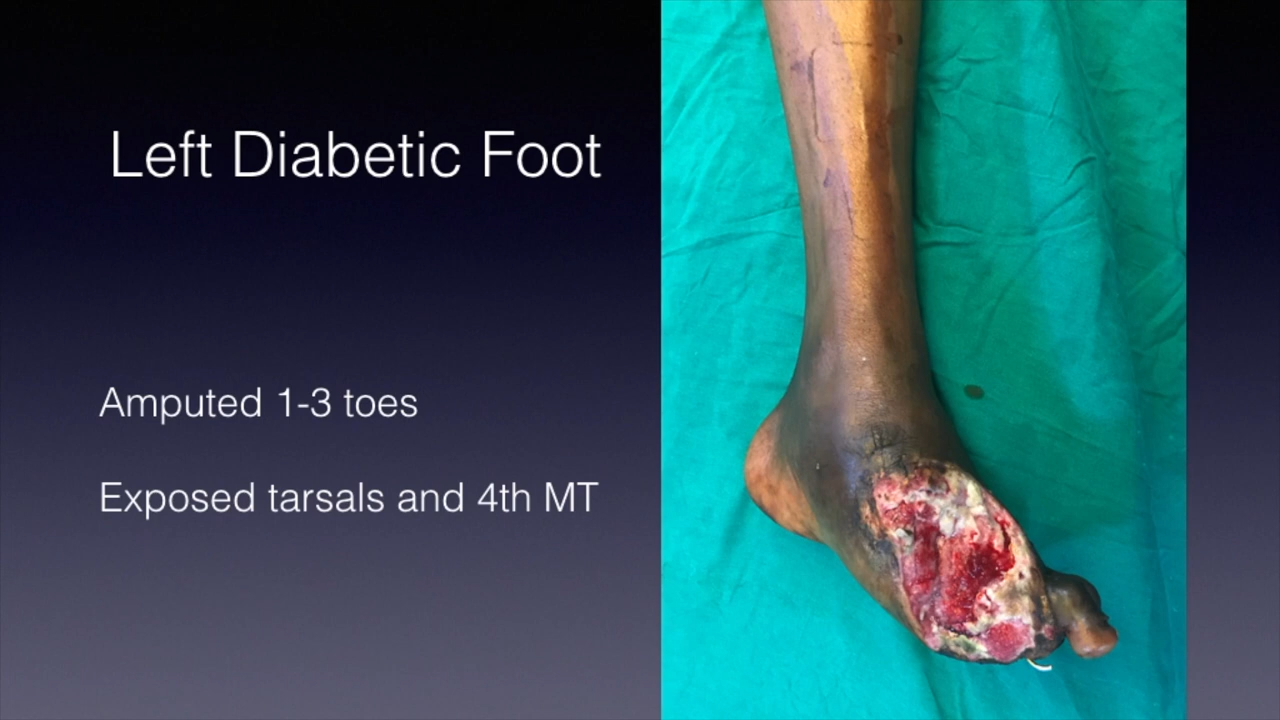 Left Diabetic Foot
Amputed 1-3 toes
Exposed tarsals and 4th MT